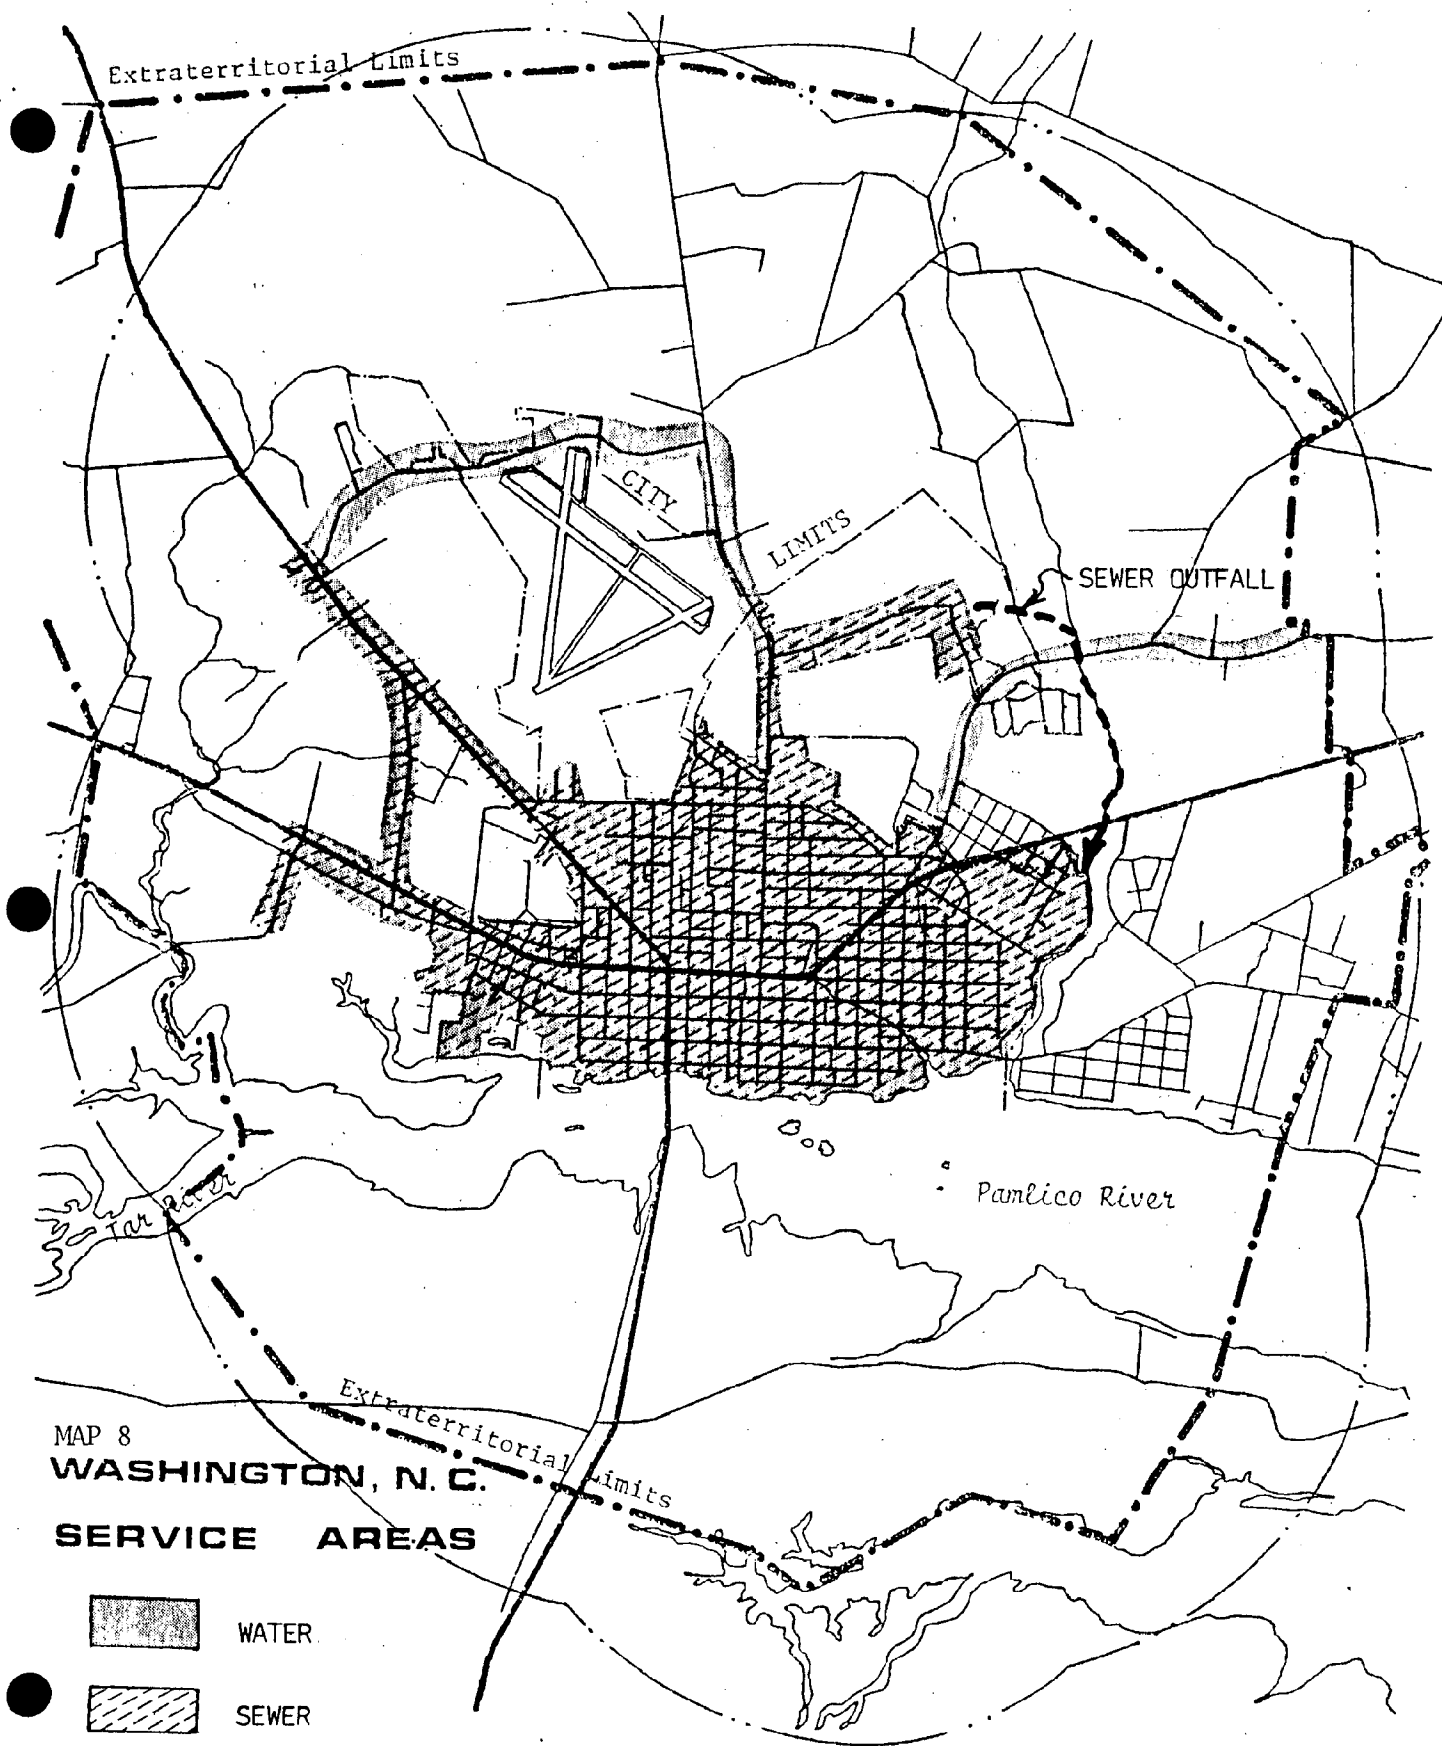 Extraterritorial Limits
CITY
LIMITS
SEWER OUTFALL
Tar River
Pamlico River
Extraterritorial Limits
MAP 8
WASHINGTON, N.C.
SERVICE AREAS
WATER
SEWER